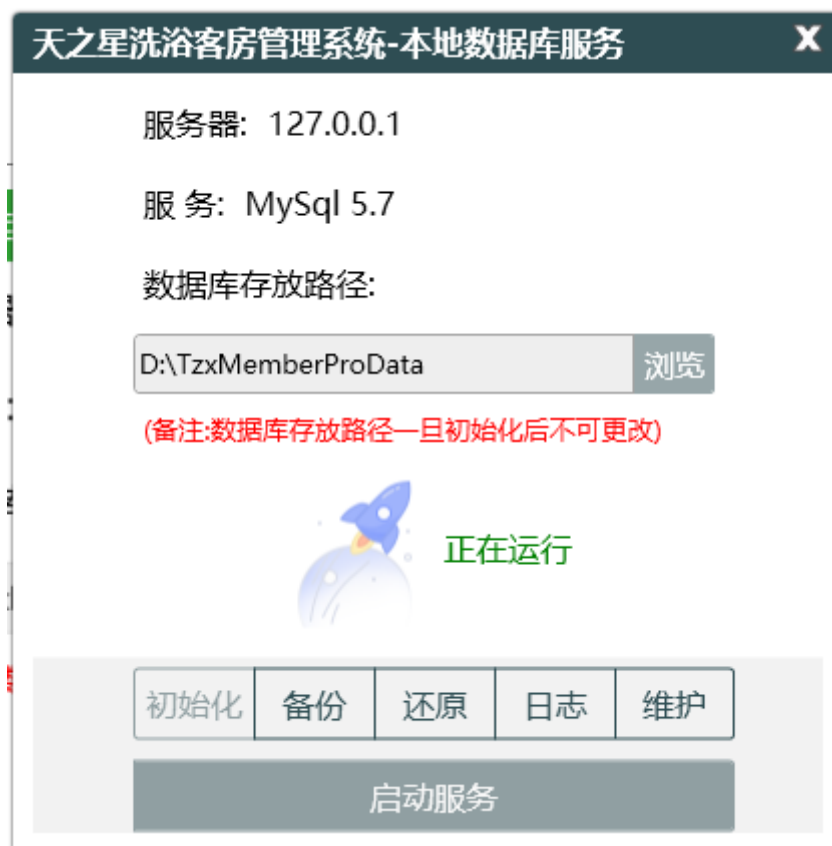 天之星洗浴客房管理系统-本地数据库服务 X
服务器: 127.0.0.1
服 务: MySql 5.7
数据库存放路径:
D:\TzxMemberProData 浏览
(备注:数据库存放路径一旦初始化后不可更改)
正在运行
初始化 备份 还原 日志 维护
启动服务